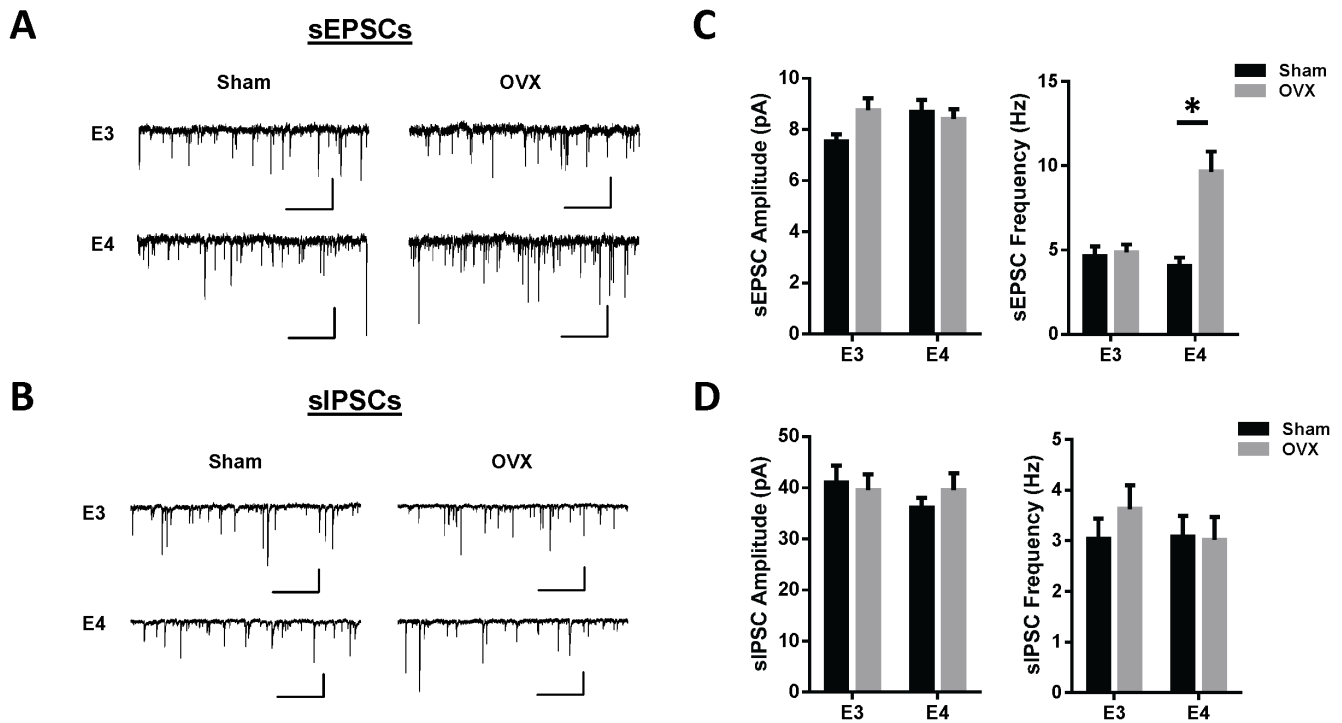 A
sEPSCs
Sham OVX
E3
E4
B
sIPSCs
Sham OVX
E3
E4
C
sEPSC Amplitude (pA)
10
8
6
4
2
0
E3 E4
sEPSC Frequency (Hz)
15
10
5
0
*
E3 E4
Sham
OVX
D
sIPSC Amplitude (pA)
50
40
30
20
10
0
E3 E4
sIPSC Frequency (Hz)
5
4
3
2
1
0
E3 E4
Sham
OVX